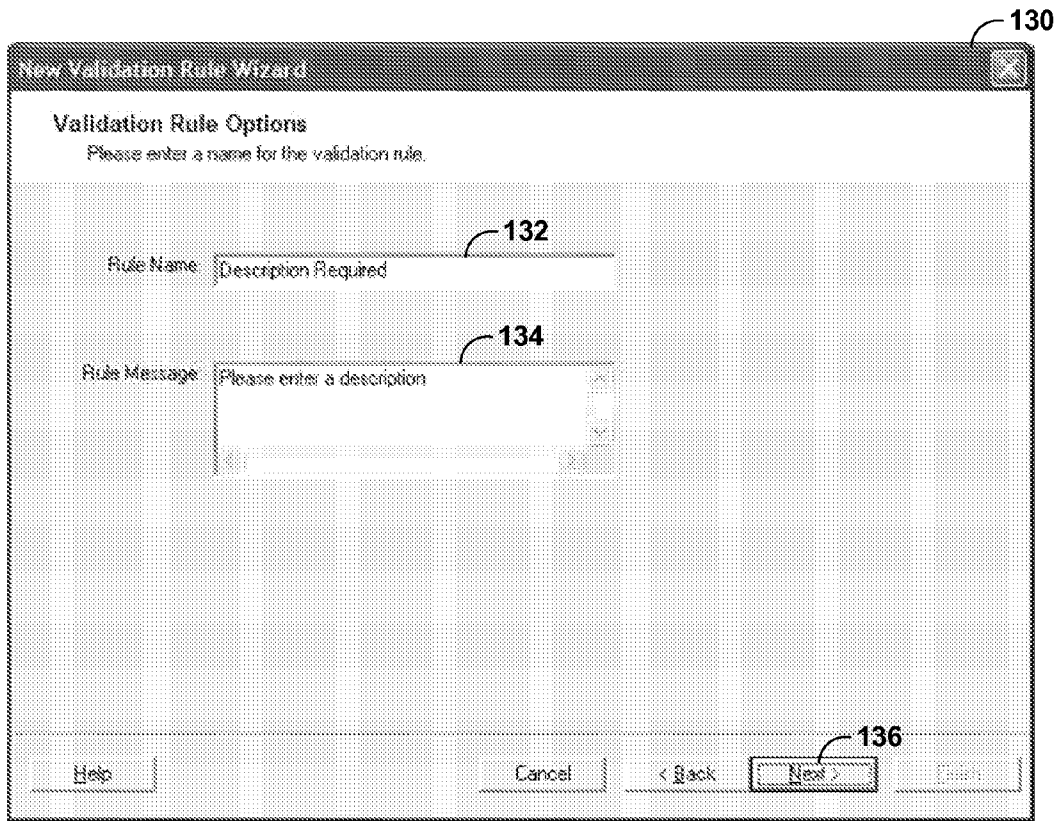 130
New Validation Rule Wizard
Validation Rule Options
Please enter a name for the validation rule.
132
Rule Name: Description Required
134
Rule Message: Please enter a description
136
Help Cancel < Back Next > Finish